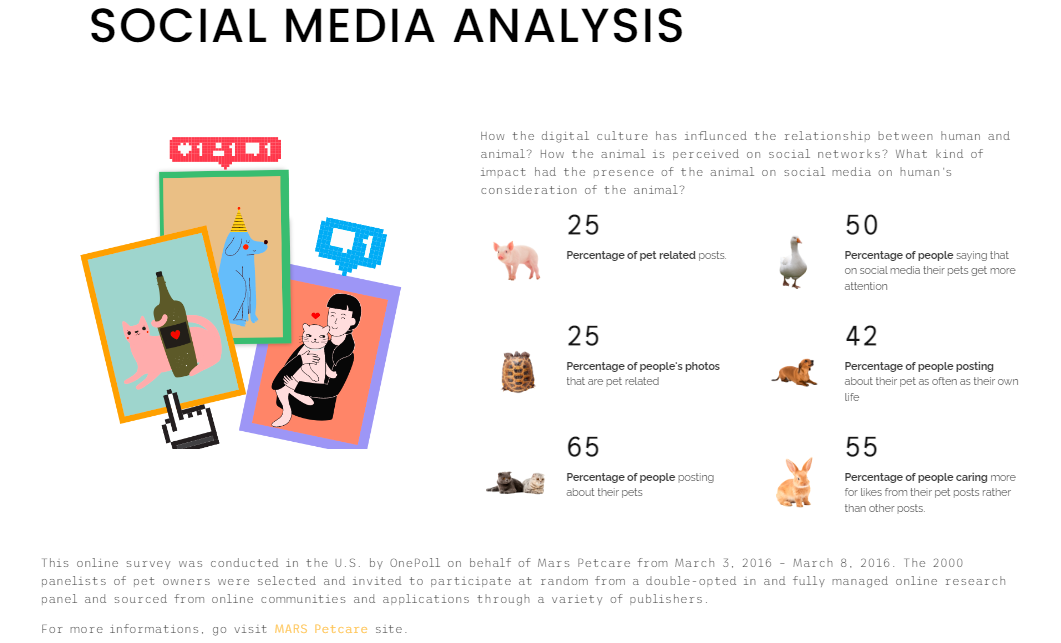 SOCIAL MEDIA ANALYSIS
1 1 1
1
How the digital culture has influnced the relationship between human and
animal? How the animal is perceived on social networks? What kind of
impact had the presence of the animal on social media on human's
consideration of the animal?
25
Percentage of pet related posts.
50
Percentage of people saying that
on social media their pets get more
attention
25
Percentage of people's photos
that are pet related
42
Percentage of people posting
about their pet as often as their own
life
65
Percentage of people posting
about their pets
55
Percentage of people caring more
for likes from their pet posts rather
than other posts.
This online survey was conducted in the U.S. by OnePoll on behalf of Mars Petcare from March 3, 2016 – March 8, 2016. The 2000
panelists of pet owners were selected and invited to participate at random from a double-opted in and fully managed online research
panel and sourced from online communities and applications through a variety of publishers.
For more informations, go visit MARS Petcare site.